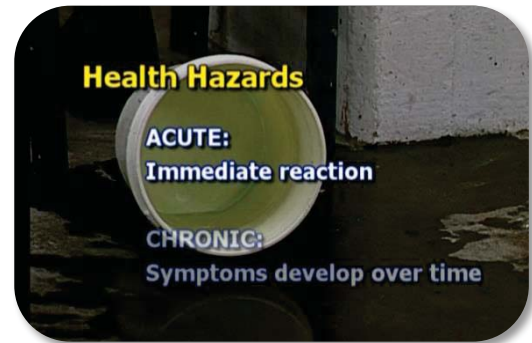 Health Hazards
ACUTE:
Immediate reaction
CHRONIC:
Symptoms develop over time